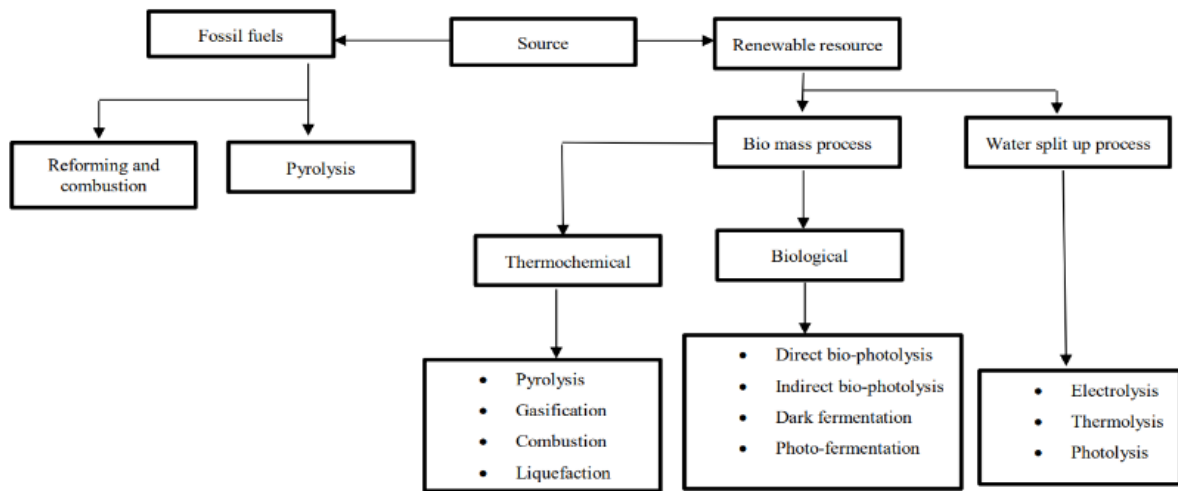 Fossil fuels
Source
Renewable resource
Reforming and
combustion
Pyrolysis
Bio mass process
Water split up process
Thermochemical
Biological
• Pyrolysis
• Gasification
• Combustion
• Liquefaction
• Direct bio-photolysis
• Indirect bio-photolysis
• Dark fermentation
• Photo-fermentation
• Electrolysis
• Thermolysis
• Photolysis